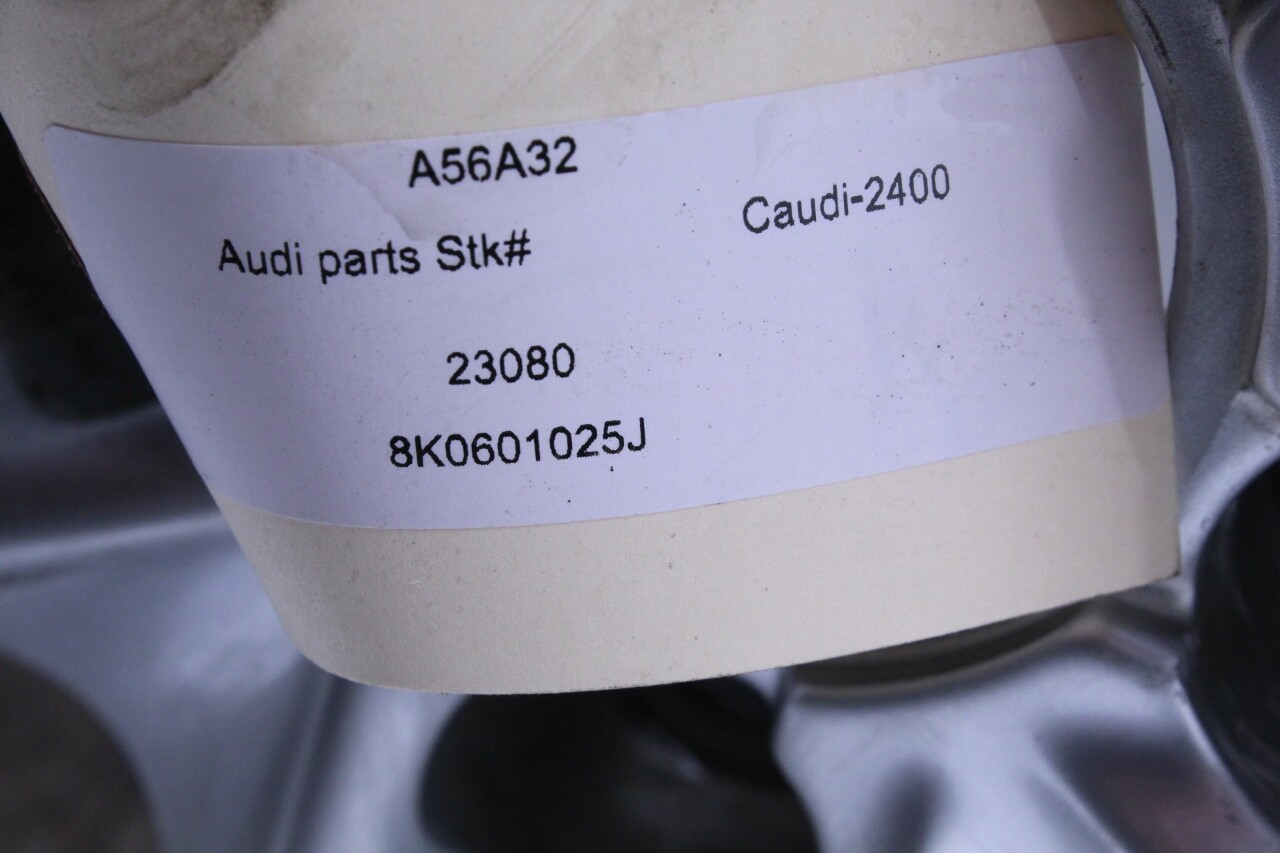 A56A32
Caudi-2400
Audi parts Stk#
23080
8K0601025J